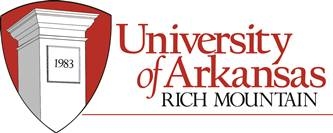 1983
University
of Arkansas
RICH MOUNTAIN